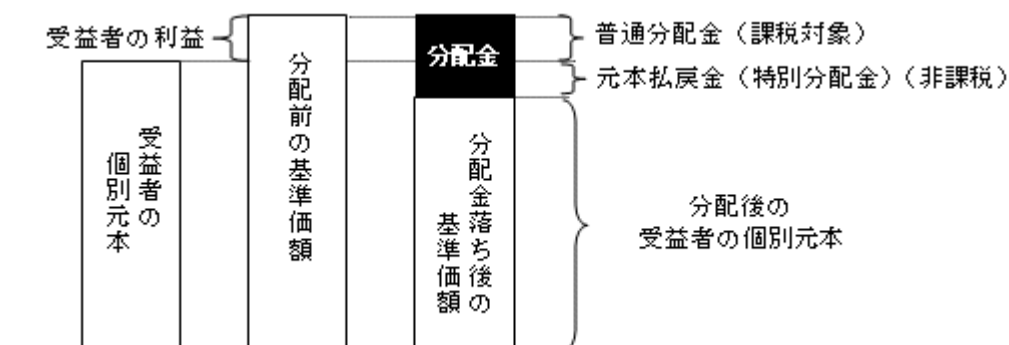 受益者の利益
分配金
普通分配金（課税対象）
元本払戻金（特別分配金）（非課税）
受益者の
個別元本
分配前の基準価額
分配金落ち後の
基準価額
分配後の
受益者の個別元本